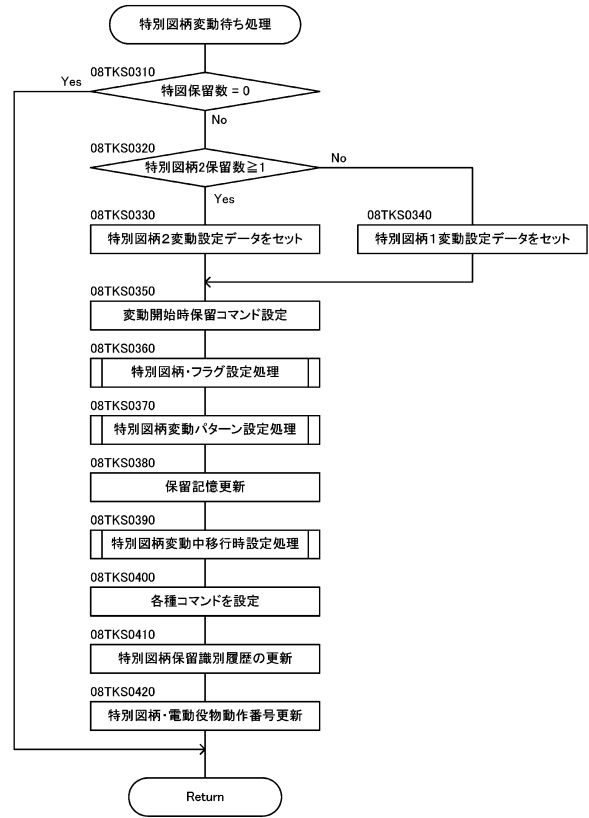 特別図柄変動待ち処理
08TKS0310
Yes
特図保留数 = 0
No
08TKS0320
特別図柄2保留数≧1
No
Yes
08TKS0330
特別図柄２変動設定データをセット
08TKS0340
特別図柄１変動設定データをセット
08TKS0350
変動開始時保留コマンド設定
08TKS0360
特別図柄・フラグ設定処理
08TKS0370
特別図柄変動パターン設定処理
08TKS0380
保留記憶更新
08TKS0390
特別図柄変動中移行時設定処理
08TKS0400
各種コマンドを設定
08TKS0410
特別図柄保留識別履歴の更新
08TKS0420
特別図柄・電動役物動作番号更新
Return